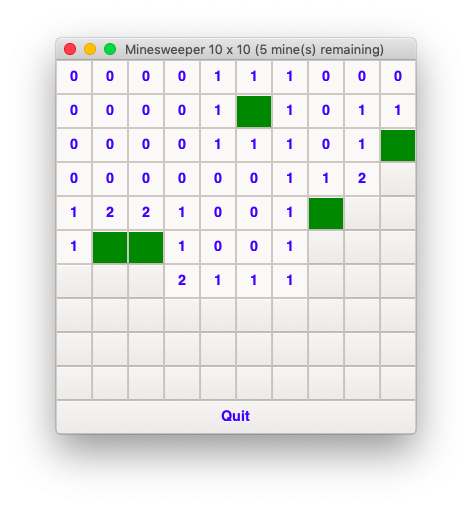 Minesweeper 10 x 10 (5 mine(s) remaining)
0 0 0 0 1 1 1 0 0 0
0 0 0 0 1 1 0 1 1
0 0 0 0 1 1 1 0 1
0 0 0 0 0 0 1 1 2
1 2 2 1 0 0 1
1 1 0 0 1
2 1 1 1
Quit